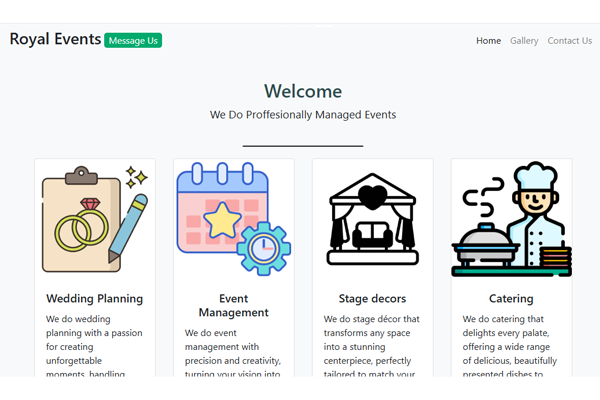 Royal Events Message Us Home Gallery Contact Us
Welcome
We Do Proffesionally Managed Events
Wedding Planning
We do wedding
planning with a passion
for creating
unforgettable
moments, handling
Event
Management
We do event
management with
precision and creativity,
turning your vision into
Stage decors
We do stage décor that
transforms any space
into a stunning
centerpiece, perfectly
tailored to match your
Catering
We do catering that
delights every palate,
offering a wide range
of delicious, beautifully
presented dishes to